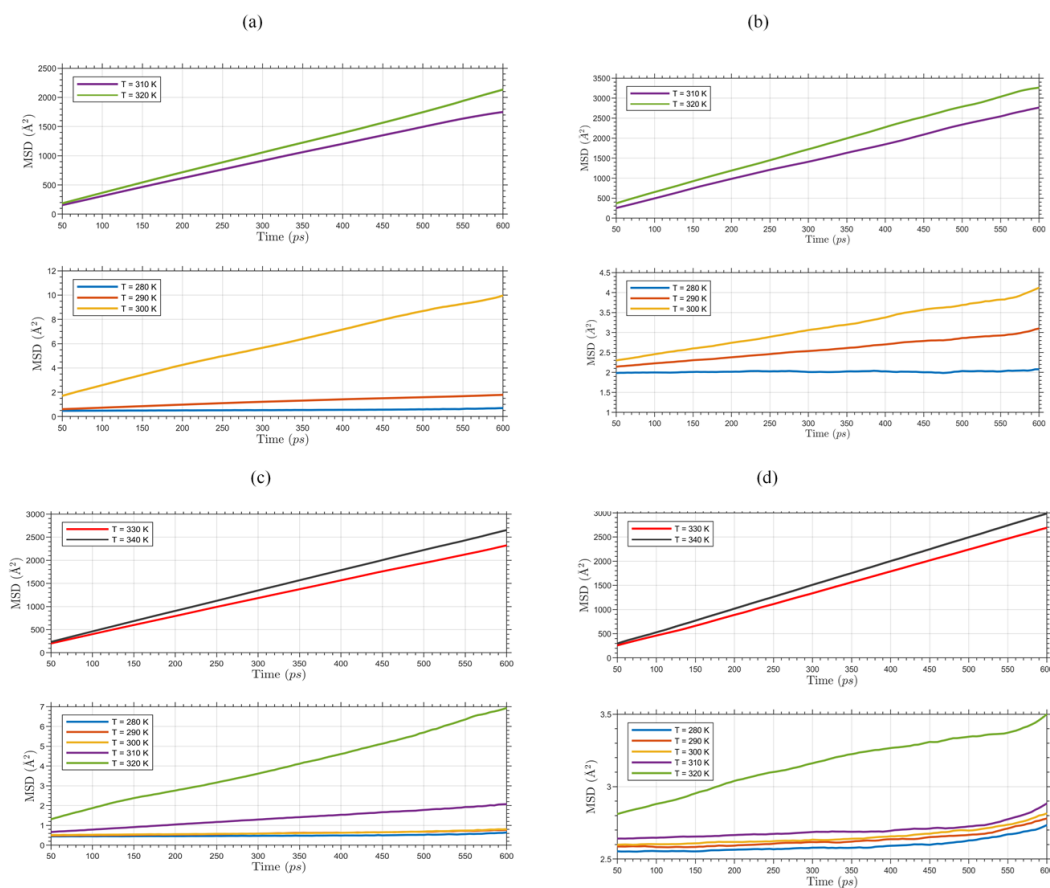 (a)
MSD (Å²)
2500
2000
1500
1000
500
0
T = 310 K
T = 320 K
50 100 150 200 250 300 350 400 450 500 550 600
Time (ps)
MSD (Å²)
12
10
8
6
4
2
0
T = 280 K
T = 290 K
T = 300 K
50 100 150 200 250 300 350 400 450 500 550 600
Time (ps)
(b)
MSD (Å²)
3500
3000
2500
2000
1500
1000
500
0
T = 310 K
T = 320 K
50 100 150 200 250 300 350 400 450 500 550 600
Time (ps)
MSD (Å²)
4.5
4
3.5
3
2.5
2
1.5
1
T = 280 K
T = 290 K
T = 300 K
50 100 150 200 250 300 350 400 450 500 550 600
Time (ps)
(c)
MSD (Å²)
3000
2500
2000
1500
1000
500
0
T = 330 K
T = 340 K
50 100 150 200 250 300 350 400 450 500 550 600
Time (ps)
MSD (Å²)
7
6
5
4
3
2
1
0
T = 280 K
T = 290 K
T = 300 K
T = 310 K
T = 320 K
50 100 150 200 250 300 350 400 450 500 550 600
Time (ps)
(d)
MSD (Å²)
3000
2500
2000
1500
1000
500
0
T = 330 K
T = 340 K
50 100 150 200 250 300 350 400 450 500 550 600
Time (ps)
MSD (Å²)
3.5
3
2.5
T = 280 K
T = 290 K
T = 300 K
T = 310 K
T = 320 K
50 100 150 200 250 300 350 400 450 500 550 600
Time (ps)